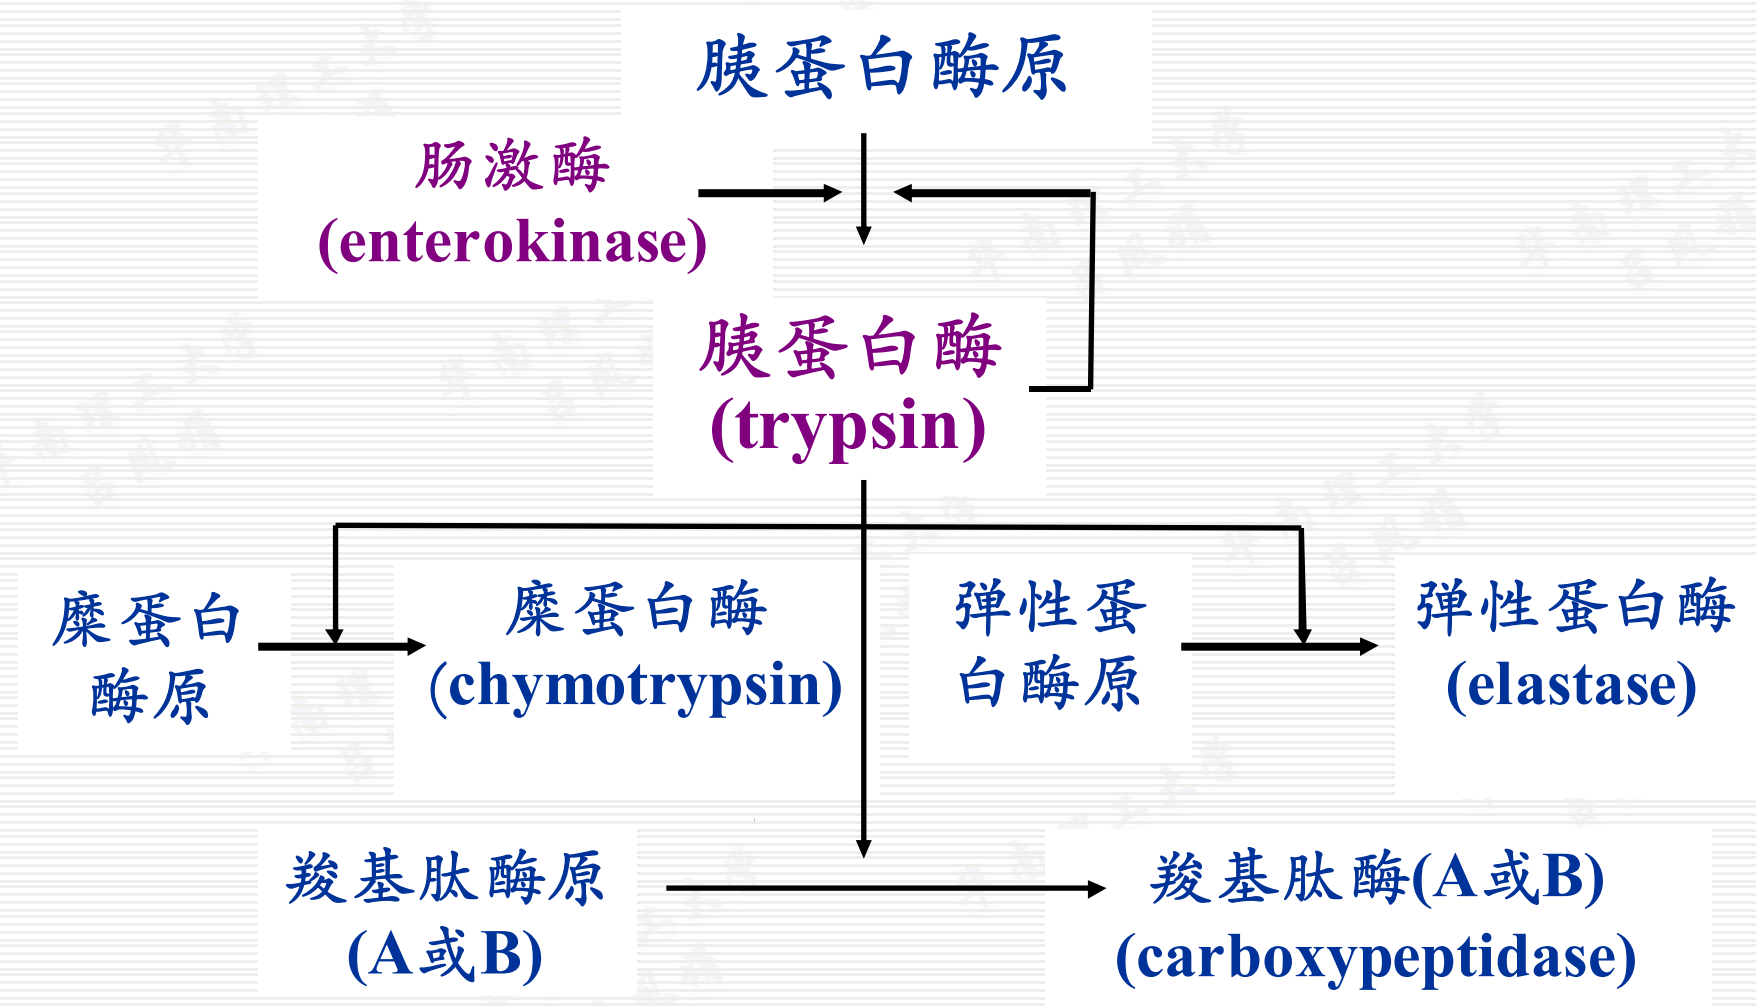 胰蛋白酶原
肠激酶
(enterokinase)
胰蛋白酶
(trypsin)
糜蛋白
酶原
糜蛋白酶
(chymotrypsin)
弹性蛋
白酶原
弹性蛋白酶
(elastase)
羧基肽酶原
(A或B)
羧基肽酶(A或B)
(carboxypeptidase)